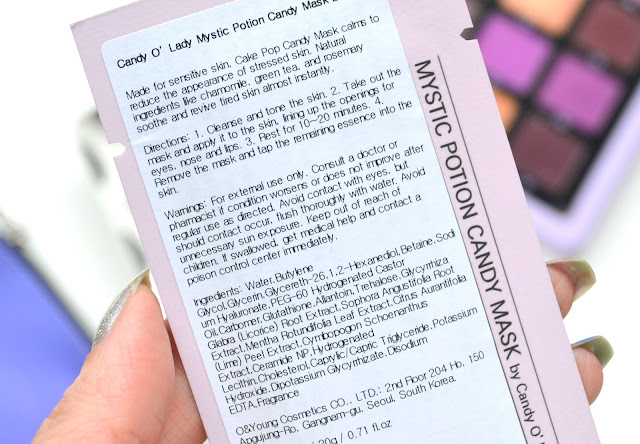 Candy O' Lady Mystic Potion Candy Mask
Made for sensitive skin, Cake Pop Candy Mask calms to
reduce the appearance of stressed skin. Natural
ingredients like chamomile, green tea, and rosemary
soothe and revive tired skin almost instantly.
Directions: 1. Cleanse and tone the skin. 2. Take out the
mask and apply it to the skin, lining up the openings for
eyes, nose and lips. 3. Rest for 10~20 minutes. 4.
Remove the mask and tap the remaining essence into the
skin.
Warnings: For external use only. Consult a doctor or
pharmacist if condition worsens or does not improve after
regular use as directed. Avoid contact with eyes, but
should contact occur, flush thoroughly with water. Avoid
unnecessary sun exposure. Keep out of reach of
children. If swallowed, get medical help and contact a
poison control center immediately.
Ingredients: Water,Butylene
Glycol,Glycerin,Glycereth-26,1,2-Hexanediol,Betaine,Sodi
um Hyaluronate,PEG-60 Hydrogenated Castor
Oil,Carbomer,Glutathione,Allantoin,Trehalose,Glycyrrhiza
Glabra (Licorice) Root Extract,Sophora Angustifolia Root
Extract,Mentha Rotundifolia Leaf Extract,Citrus Aurantifolia
(Lime) Peel Extract,Cymbopogon Schoenanthus
Extract,Ceramide NP,Hydrogenated
Lecithin,Cholesterol,Caprylic/Capric Triglyceride,Potassium
Hydroxide,Dipotassium Glycyrrhizate,Disodium
EDTA,Fragrance
O&Young Cosmetics CO., LTD.: 2nd Floor 204 Ho, 150
Apgujung-Ro, Gangnam-gu, Seoul, South Korea.
20g / 0.71 fl.oz
MYSTIC POTION CANDY MASK by Candy O'